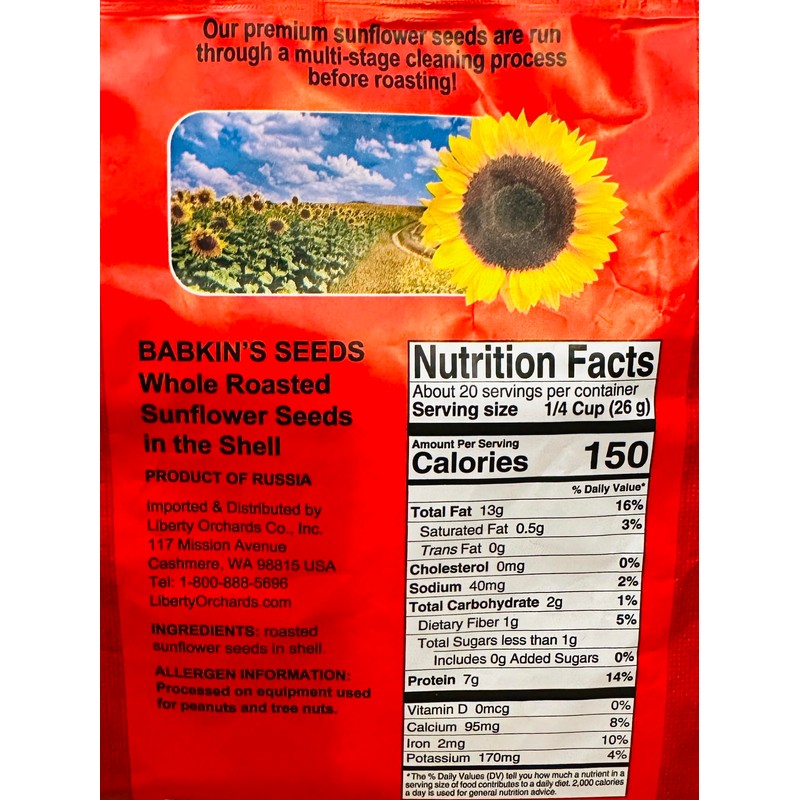 Our premium sunflower seeds are run
through a multi-stage cleaning process
before roasting!
BABKIN'S SEEDS
Whole Roasted
Sunflower Seeds
in the Shell
PRODUCT OF RUSSIA
Imported & Distributed by
Liberty Orchards Co., Inc.
117 Mission Avenue
Cashmere, WA 98815 USA
Tel: 1-800-888-5696
LibertyOrchards.com
INGREDIENTS: roasted
sunflower seeds in shell.
ALLERGEN INFORMATION:
Processed on equipment used
for peanuts and tree nuts.
Nutrition Facts
About 20 servings per container
Serving size 1/4 Cup (26 g)
Amount Per Serving
Calories 150
% Daily Value*
Total Fat 13g 16%
Saturated Fat 0.5g 3%
Trans Fat 0g
Cholesterol 0mg 0%
Sodium 40mg 2%
Total Carbohydrate 2g 1%
Dietary Fiber 1g 5%
Total Sugars less than 1g
Includes 0g Added Sugars 0%
Protein 7g 14%
Vitamin D 0mcg 0%
Calcium 95mg 8%
Iron 2mg 10%
Potassium 170mg 4%
*The % Daily Values (DV) tell you how much a nutrient in a
serving size of food contributes to a daily diet. 2,000 calories
a day is used for general nutrition advice.